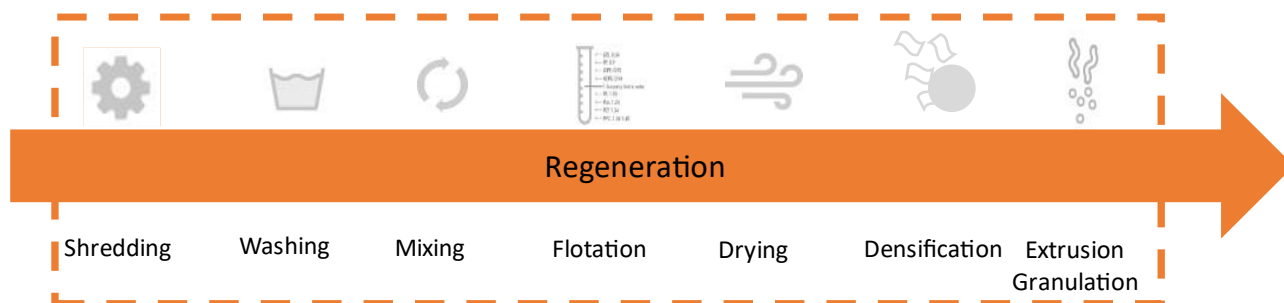 Regeneration
Shredding
Washing
Mixing
Flotation
Drying
Densification
Extrusion
Granulation